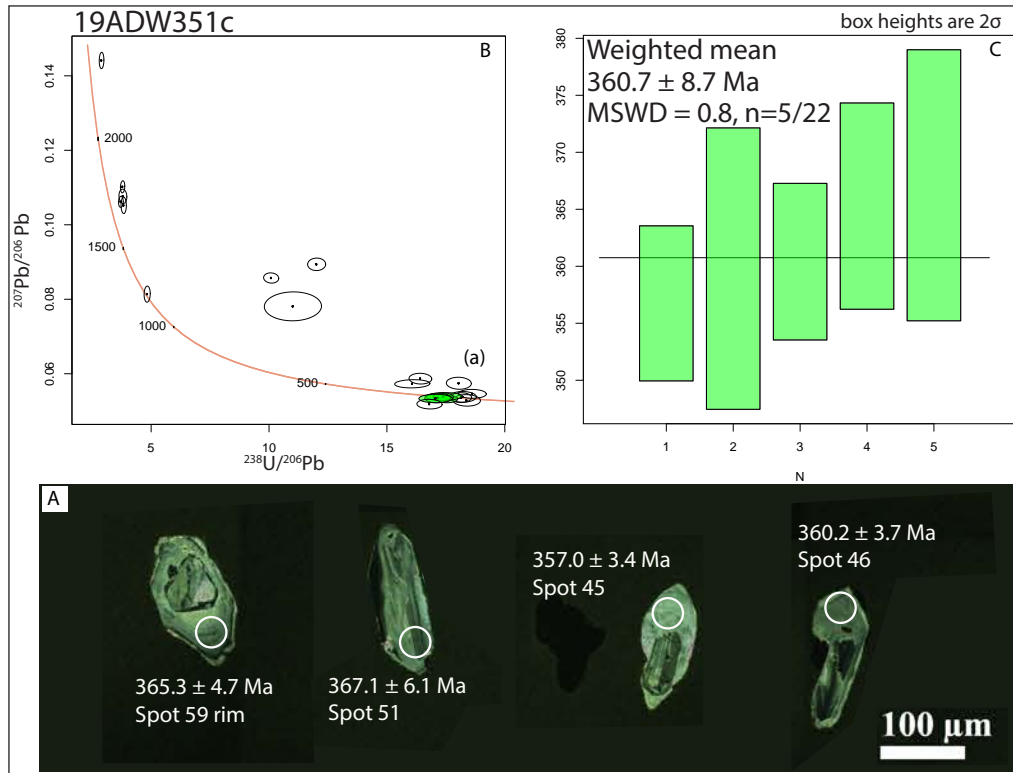 19ADW351c
box heights are 2σ
B
0.14
0.12
0.10
0.08
0.06
2000
1500
1000
500
(a)
5
10
15
20
²⁰⁷Pb/²⁰⁶Pb
²³⁸U/²⁰⁶Pb
C
Weighted mean
360.7 ± 8.7 Ma
MSWD = 0.8, n=5/22
380
375
370
365
360
355
350
1
2
3
4
5
N
A
365.3 ± 4.7 Ma
Spot 59 rim
367.1 ± 6.1 Ma
Spot 51
357.0 ± 3.4 Ma
Spot 45
360.2 ± 3.7 Ma
Spot 46
100 µm